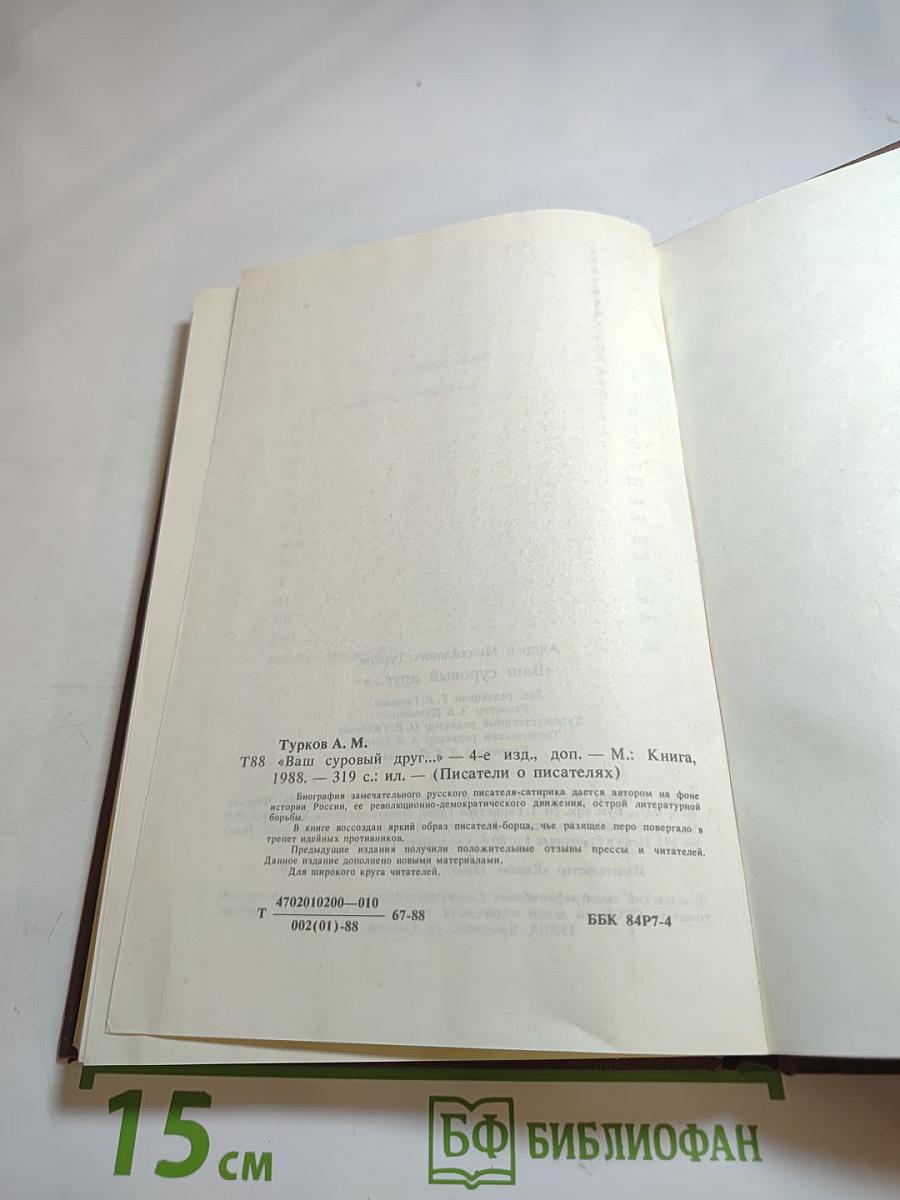 Турков А. М.
Т88 «Ваш суровый друг...» — 4-е изд., доп. — М.: Книга,
1988. — 319 с.: ил. — (Писатели о писателях)
Биография замечательного русского писателя-сатирика дается автором на фоне
истории России, ее революционно-демократического движения, острой литературной
борьбы.
В книге воссоздан яркий образ писателя-борца, чье разящее перо повергало в
трепет идейных противников.
Предыдущие издания получили положительные отзывы прессы и читателей.
Данное издание дополнено новыми материалами.
Для широкого круга читателей.
4702010200—010
Т 67-88
002(01)-88
ББК 84Р7-4
15 см
БФ БИБЛИОФАН